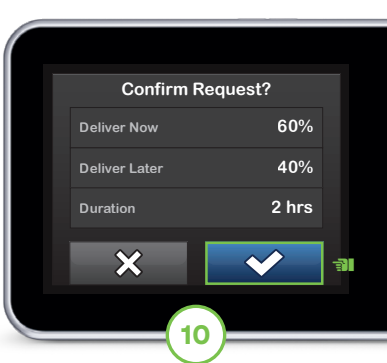 Confirm Request?
Deliver Now 60%
Deliver Later 40%
Duration 2 hrs
10